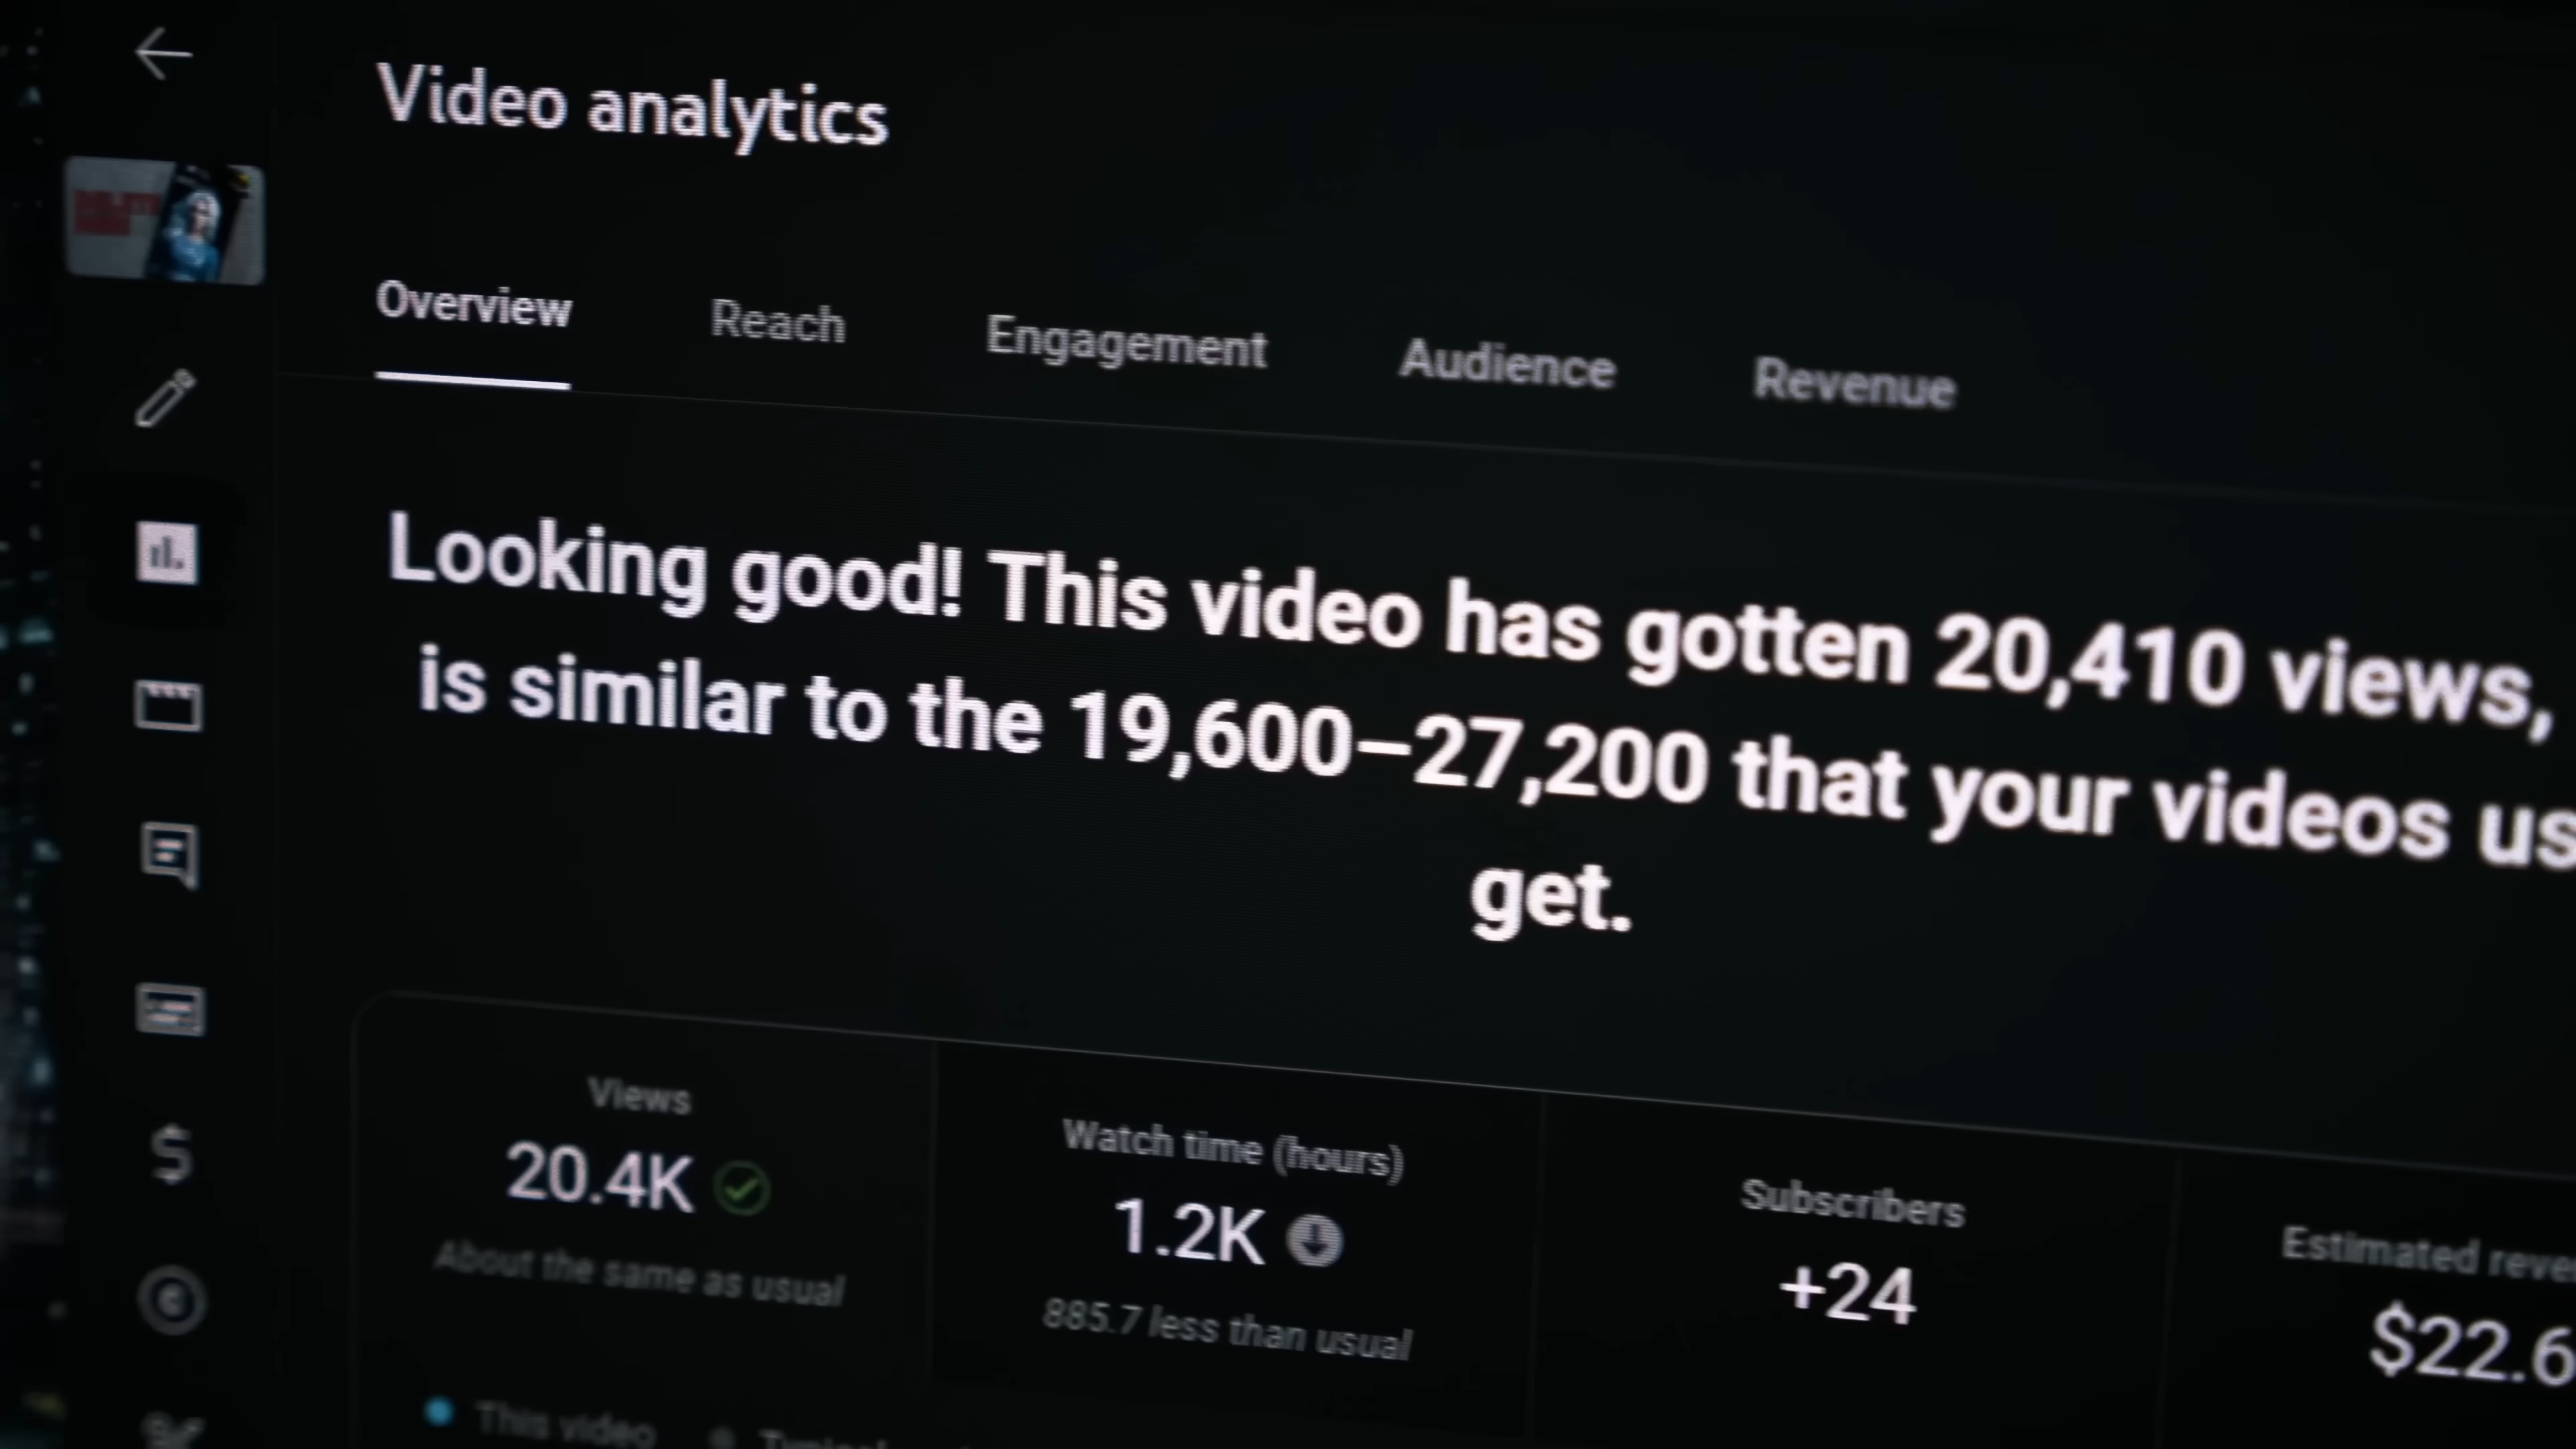 Video analytics
Overview Reach Engagement Audience Revenue
Looking good! This video has gotten 20,410 views,
is similar to the 19,600–27,200 that your videos us
get.
Views
20.4K
About the same as usual
Watch time (hours)
1.2K
885.7 less than usual
Subscribers
+24
Estimated reve
$22.6
This video